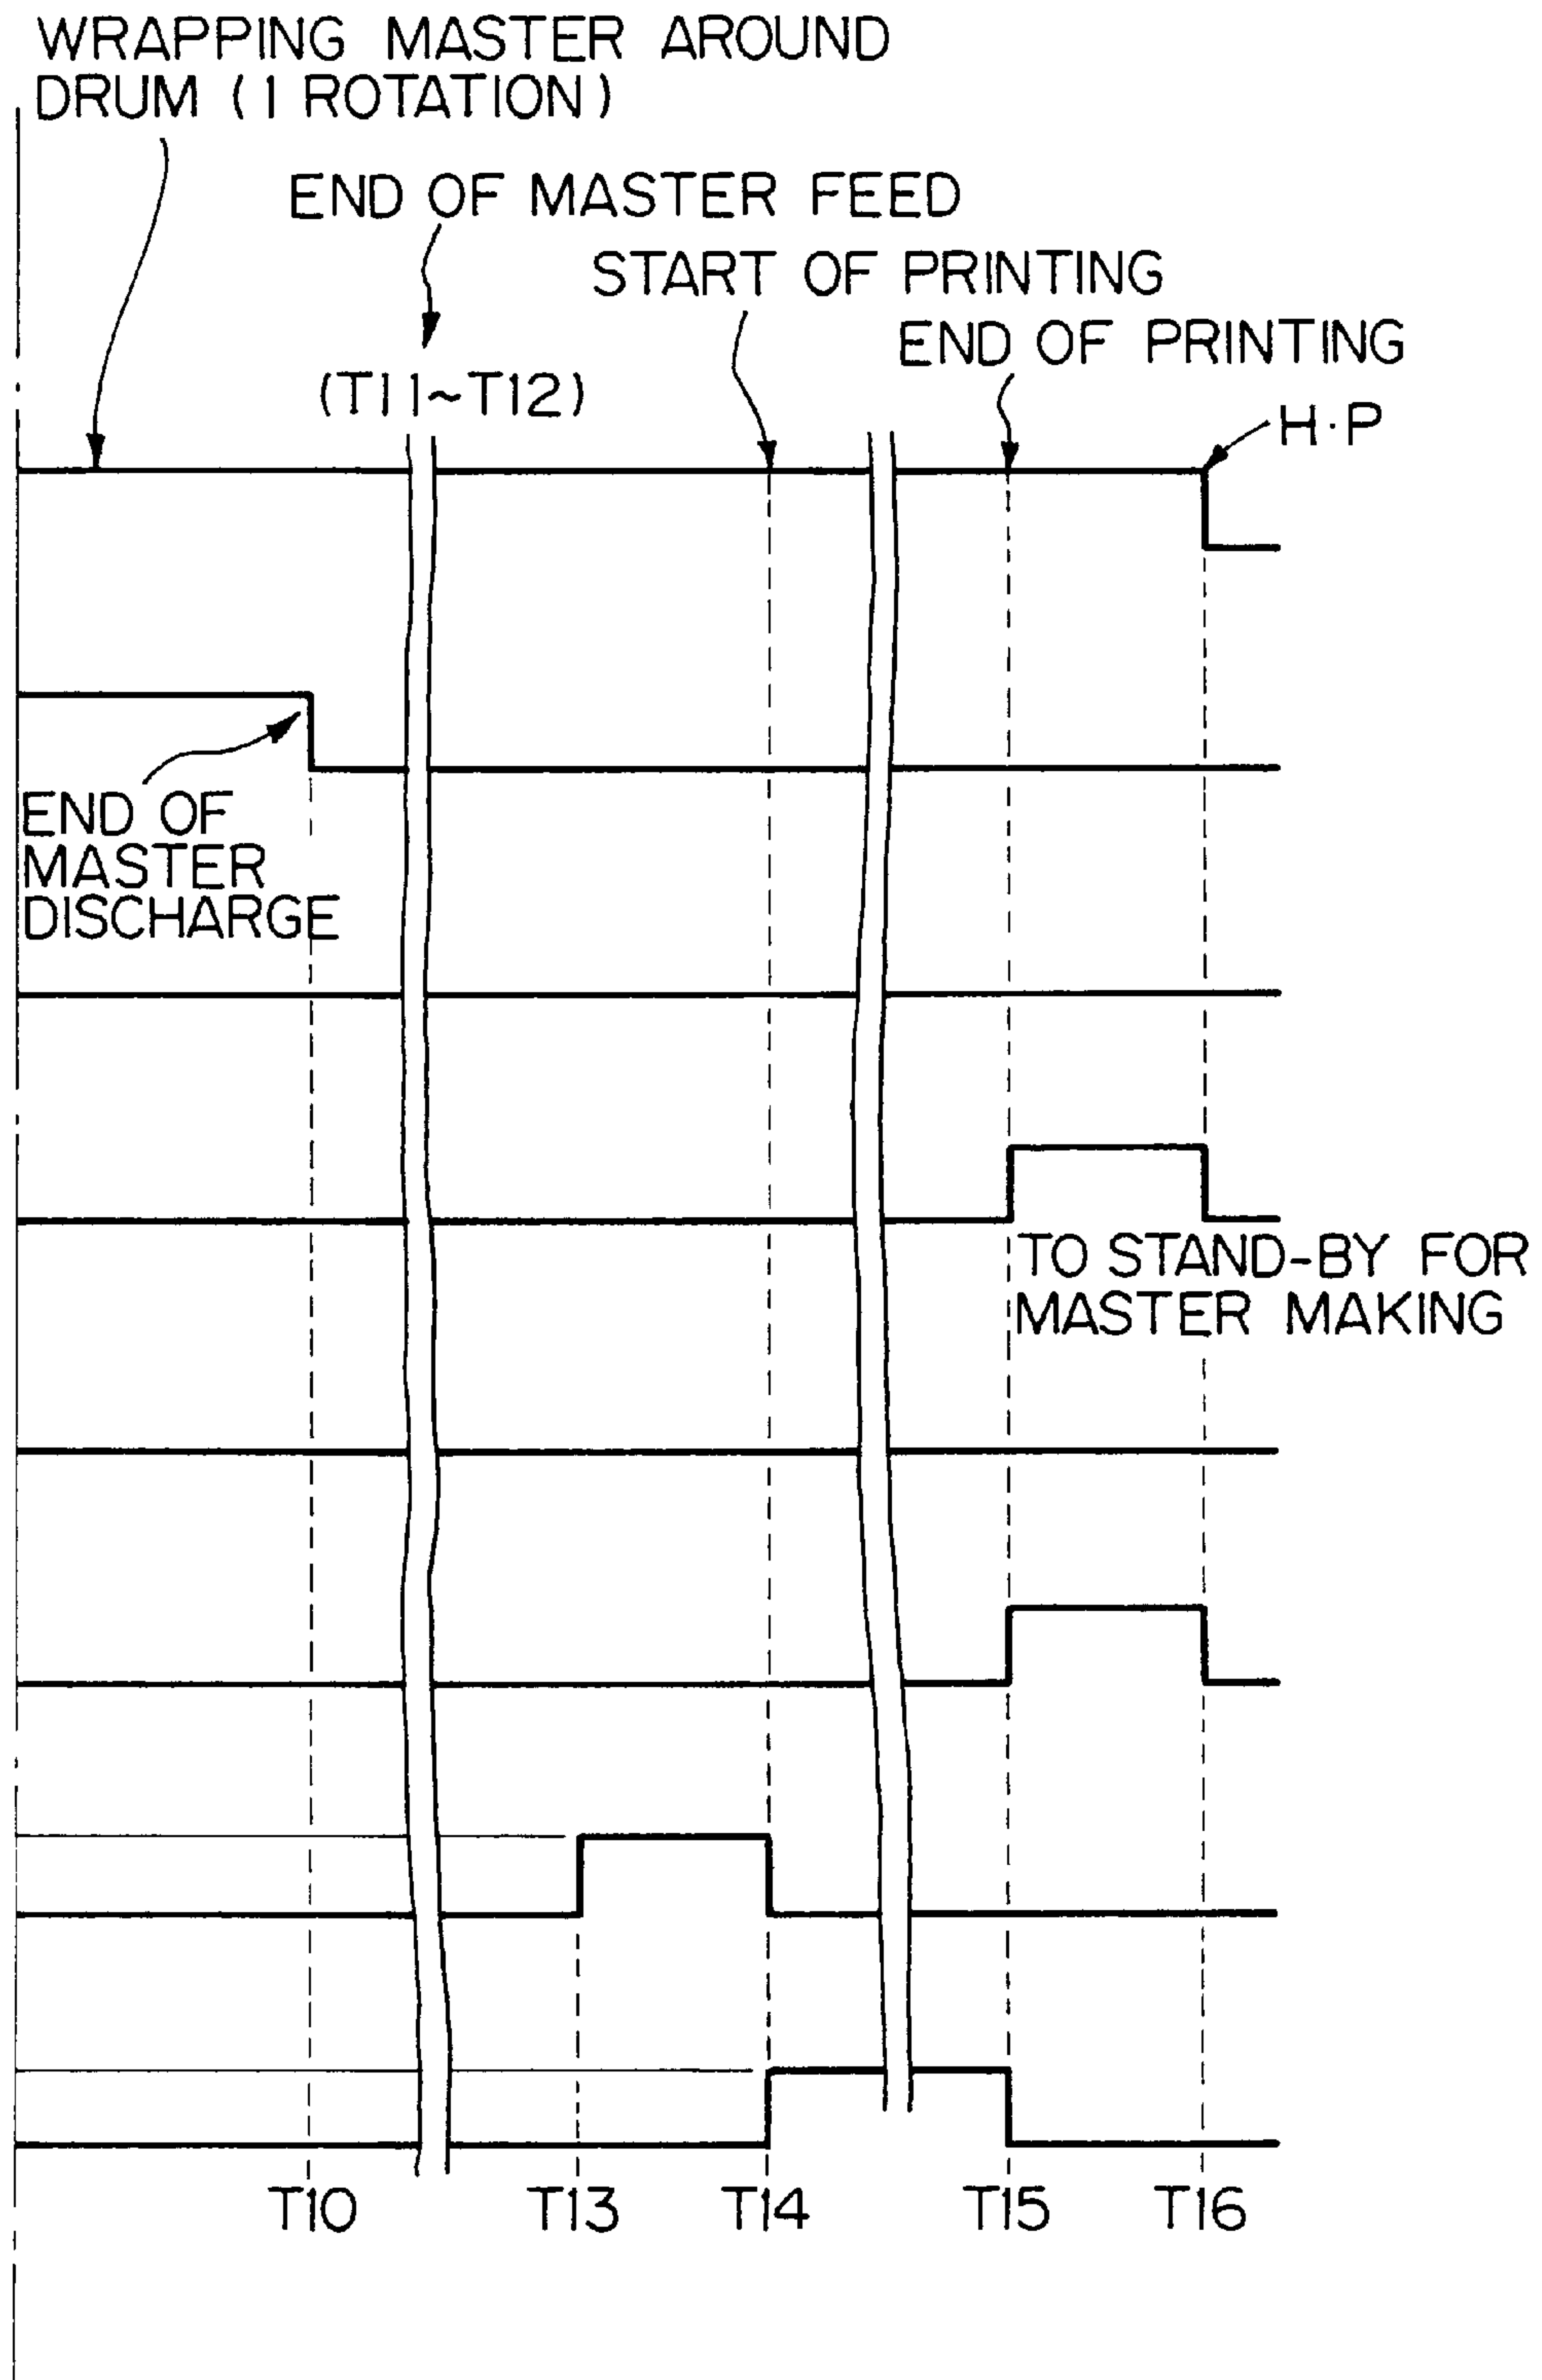 WRAPPING MASTER AROUND
DRUM (1 ROTATION)
END OF MASTER FEED
START OF PRINTING
END OF PRINTING
(T11~T12)
H·P
END OF
MASTER
DISCHARGE
TO STAND-BY FOR
MASTER MAKING
T10 T13 T14 T15 T16